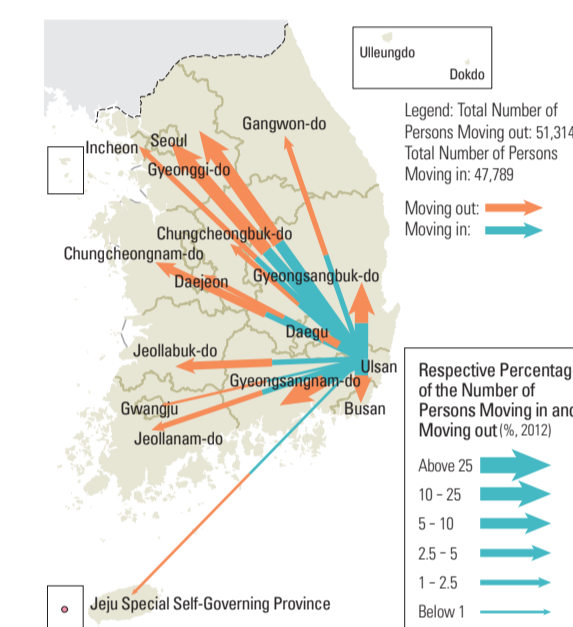 Ulleungdo
Dokdo
Legend: Total Number of
Persons Moving out: 51,314
Total Number of Persons
Moving in: 47,789
Moving out:
Moving in:
Gangwon-do
Incheon
Seoul
Gyeonggi-do
Chungcheongbuk-do
Chungcheongnam-do
Daejeon
Gyeongsangbuk-do
Daegu
Jeollabuk-do
Ulsan
Gyeongsangnam-do
Gwangju
Busan
Jeollanam-do
Jeju Special Self-Governing Province
Respective Percentag
of the Number of
Persons Moving in and
Moving out (%, 2012)
Above 25
10 – 25
5 – 10
2.5 – 5
1 – 2.5
Below 1